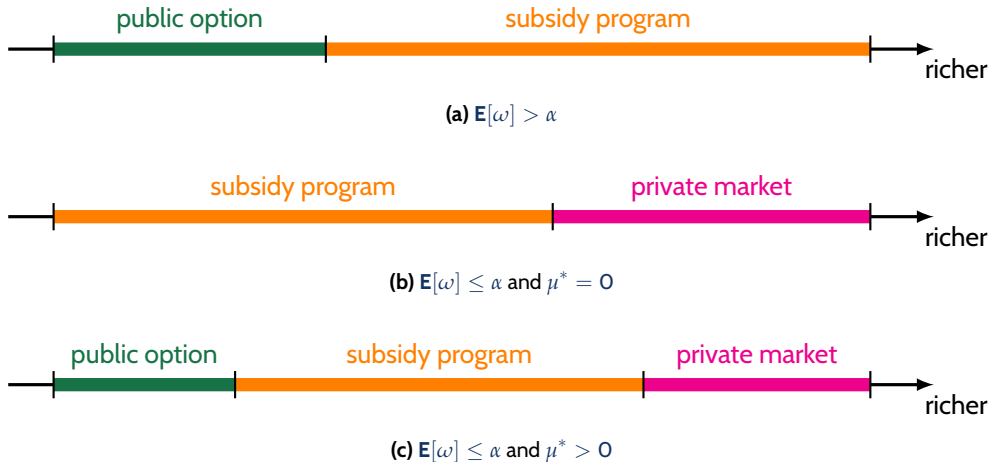 public option subsidy program
richer
(a) E[ω] > α
subsidy program private market
richer
(b) E[ω] ≤ α and μ* = 0
public option subsidy program private market
richer
(c) E[ω] ≤ α and μ* > 0